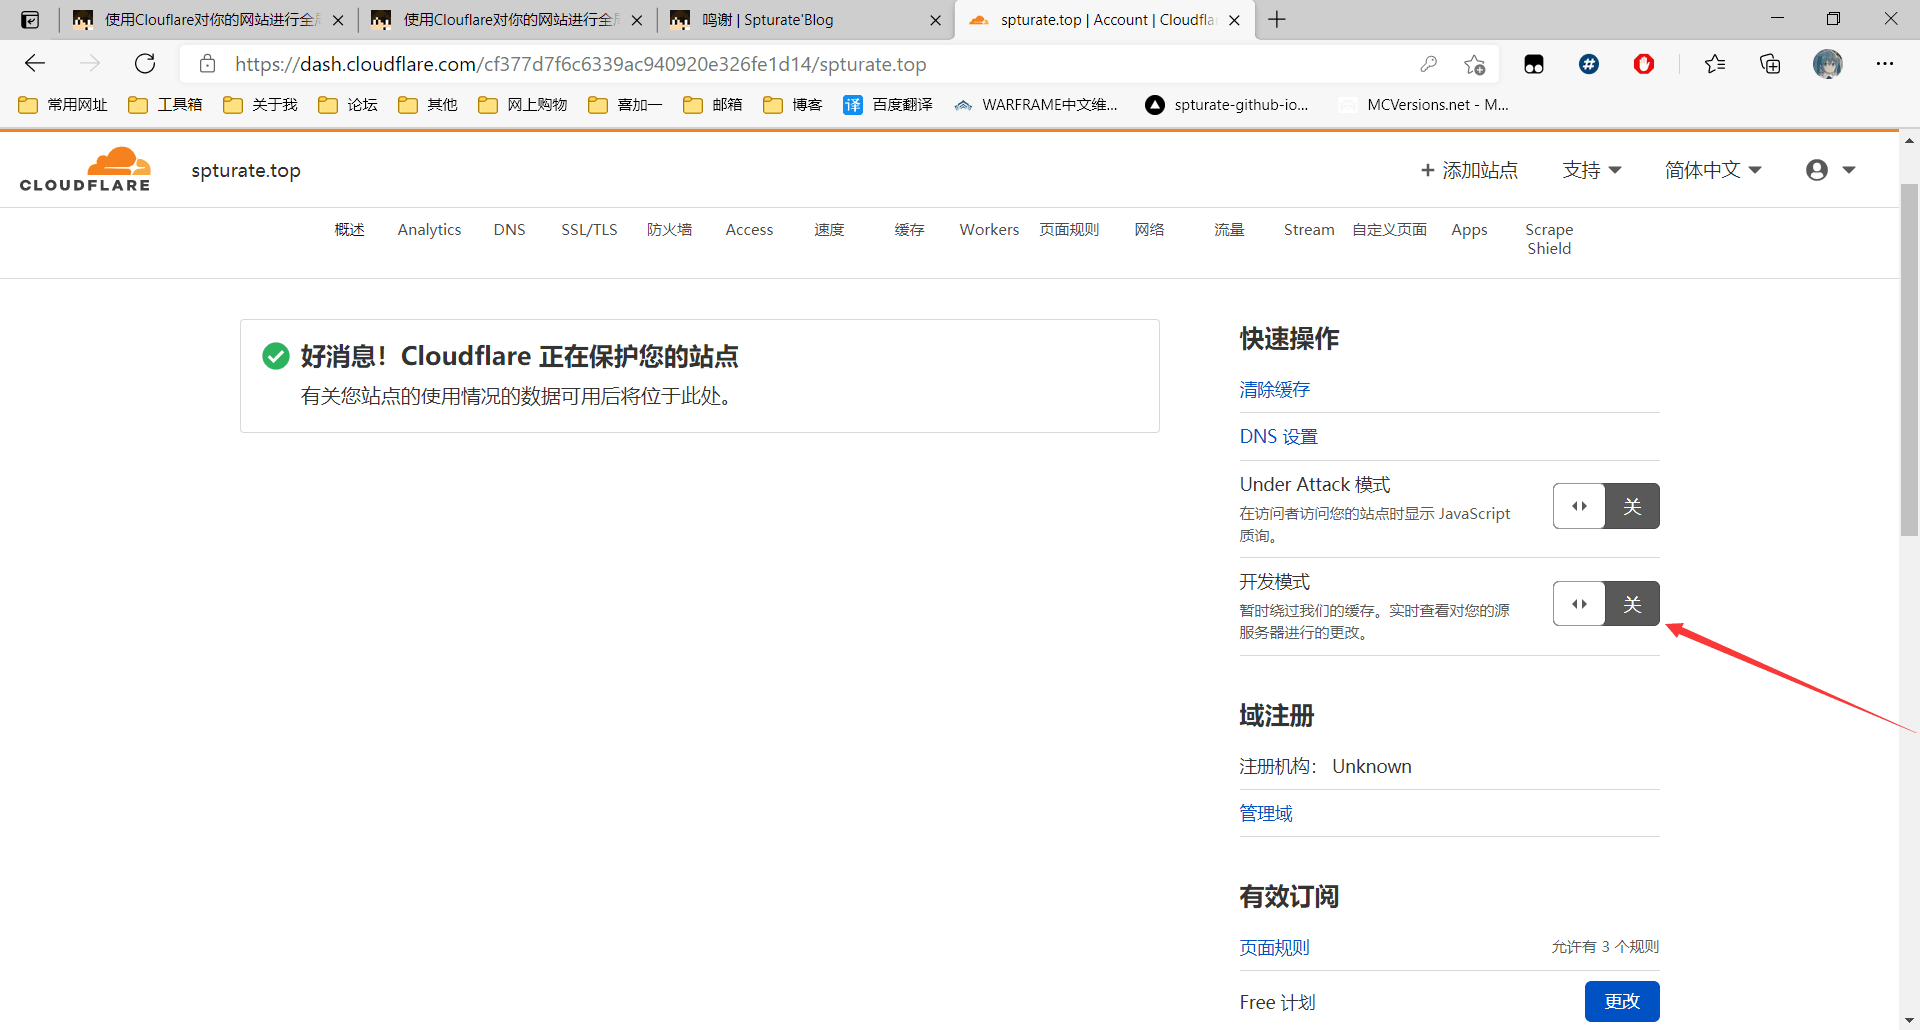 使用Clouflare对你的网站进行全
使用Clouflare对你的网站进行全
鸣谢 | Spturate'Blog
spturate.top | Account | Cloudfla
https://dash.cloudflare.com/cf377d7f6c6339ac940920e326fe1d14/spturate.top
常用网址 工具箱 关于我 论坛 其他 网上购物 喜加一 邮箱 博客 译 百度翻译 WARFRAME中文维... spturate-github-io... MCVersions.net - M...
CLOUDFLARE
spturate.top
+ 添加站点 支持 简体中文
概述 Analytics DNS SSL/TLS 防火墙 Access 速度 缓存 Workers 页面规则 网络 流量 Stream 自定义页面 Apps Scrape
Shield
好消息！Cloudflare 正在保护您的站点
有关您站点的使用情况的数据可用后将位于此处。
快速操作
清除缓存
DNS 设置
Under Attack 模式
在访问者访问您的站点时显示 JavaScript
质询。
关
开发模式
暂时绕过我们的缓存。实时查看对您的源
服务器进行的更改。
关
域注册
注册机构： Unknown
管理域
有效订阅
页面规则 允许有 3 个规则
Free 计划 更改